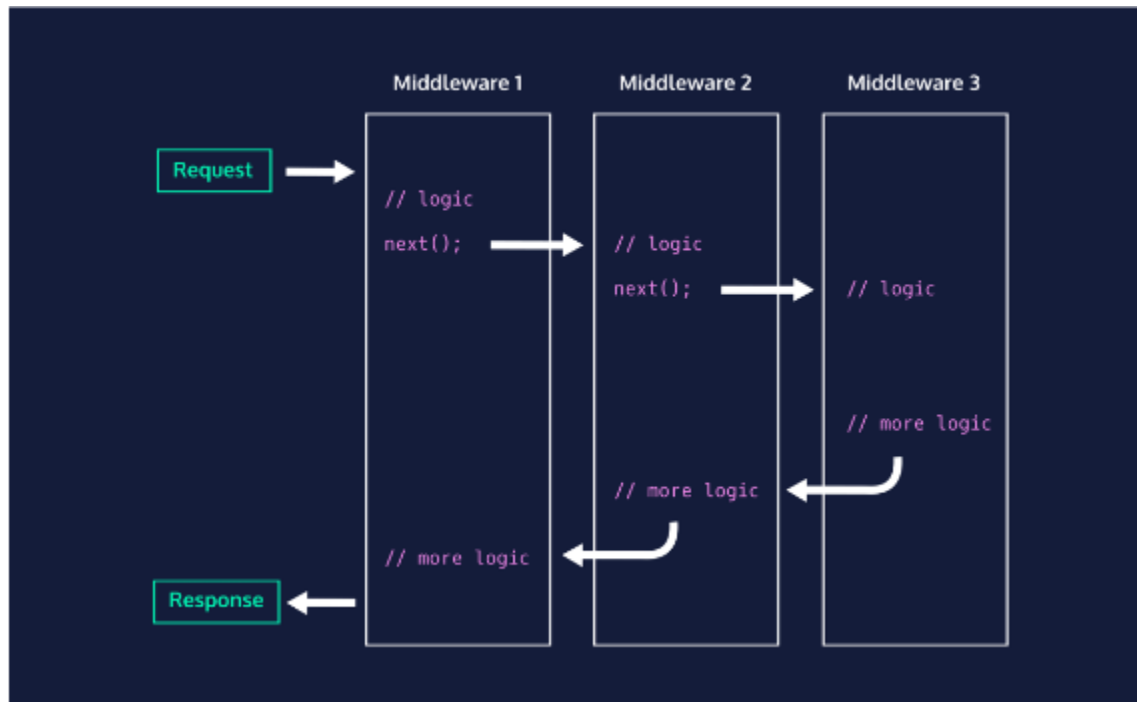 Middleware 1
Middleware 2
Middleware 3
Request
// logic
next();
// logic
next();
// logic
// more logic
// more logic
// more logic
Response